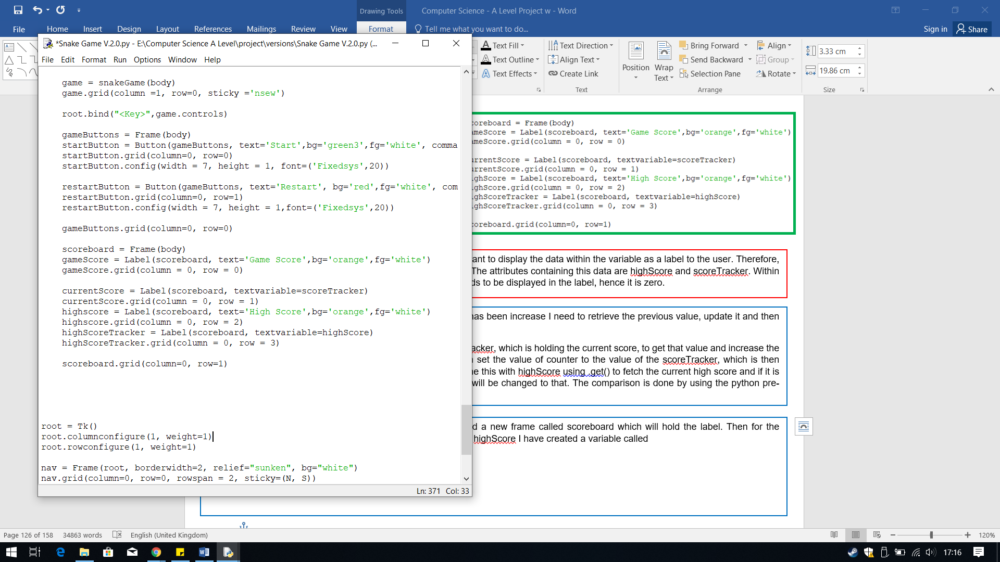 Drawing Tools
Computer Science - A Level Project w - Word
File Home Insert Design Layout References Mailings Review View Format Tell me what you want to do...
Sign in Share
*Snake Game V.2.0.py - E:\Computer Science A Level\project\versions\Snake Game V.2.0.py (...
File Edit Format Run Options Window Help
Text Fill
Text Outline
Text Effects
Text Direction
Align Text
Create Link
Text
Position
Wrap Text
Bring Forward
Send Backward
Selection Pane
Align
Group
Rotate
Arrange
3.33 cm
19.86 cm
Size
game = snakeGame(body)
game.grid(column =1, row=0, sticky ='nsew')
root.bind("<Key>",game.controls)
gameButtons = Frame(body)
startButton = Button(gameButtons, text='Start',bg='green3',fg='white', comma
startButton.grid(column=0, row=0)
startButton.config(width = 7, height = 1, font=('Fixedsys',20))
restartButton = Button(gameButtons, text='Restart', bg='red',fg='white', com
restartButton.grid(column=0, row=1)
restartButton.config(width = 7, height = 1,font=('Fixedsys',20))
gameButtons.grid(column=0, row=0)
scoreboard = Frame(body)
gameScore = Label(scoreboard, text='Game Score',bg='orange',fg='white')
gameScore.grid(column = 0, row = 0)
currentScore = Label(scoreboard, textvariable=scoreTracker)
currentScore.grid(column = 0, row = 1)
highscore = Label(scoreboard, text='High Score',bg='orange',fg='white')
highscore.grid(column = 0, row = 2)
highScoreTracker = Label(scoreboard, textvariable=highScore)
highScoreTracker.grid(column = 0, row = 3)
scoreboard.grid(column=0, row=1)
root = Tk()
root.columnconfigure(1, weight=1)
root.rowconfigure(1, weight=1)
nav = Frame(root, borderwidth=2, relief="sunken", bg="white")
nav.grid(column=0, row=0, rowspan = 2, sticky=(N, S))
Ln: 371 Col: 33
coreboard = Frame(body)
ameScore = Label(scoreboard, text='Game Score',bg='orange',fg='white')
ameScore.grid(column = 0, row = 0)
urrentScore = Label(scoreboard, textvariable=scoreTracker)
urrentScore.grid(column = 0, row = 1)
ighScore = Label(scoreboard, text='High Score',bg='orange',fg='white')
ighScore.grid(column = 0, row = 2)
ighScoreTracker = Label(scoreboard, textvariable=highScore)
ighScoreTracker.grid(column = 0, row = 3)
coreboard.grid(column=0, row=1)
ant to display the data within the variable as a label to the user. Therefore,
The attributes containing this data are highScore and scoreTracker. Within
ds to be displayed in the label, hence it is zero.
has been increase I need to retrieve the previous value, update it and then
acker, which is holding the current score, to get that value and increase the
set the value of counter to the value of the scoreTracker, which is then
e this with highScore using .get() to fetch the current high score and if it is
will be changed to that. The comparison is done by using the python pre-
d a new frame called scoreboard which will hold the label. Then for the
highScore I have created a variable called
Page 126 of 158 34863 words English (United Kingdom) 120%
17:16